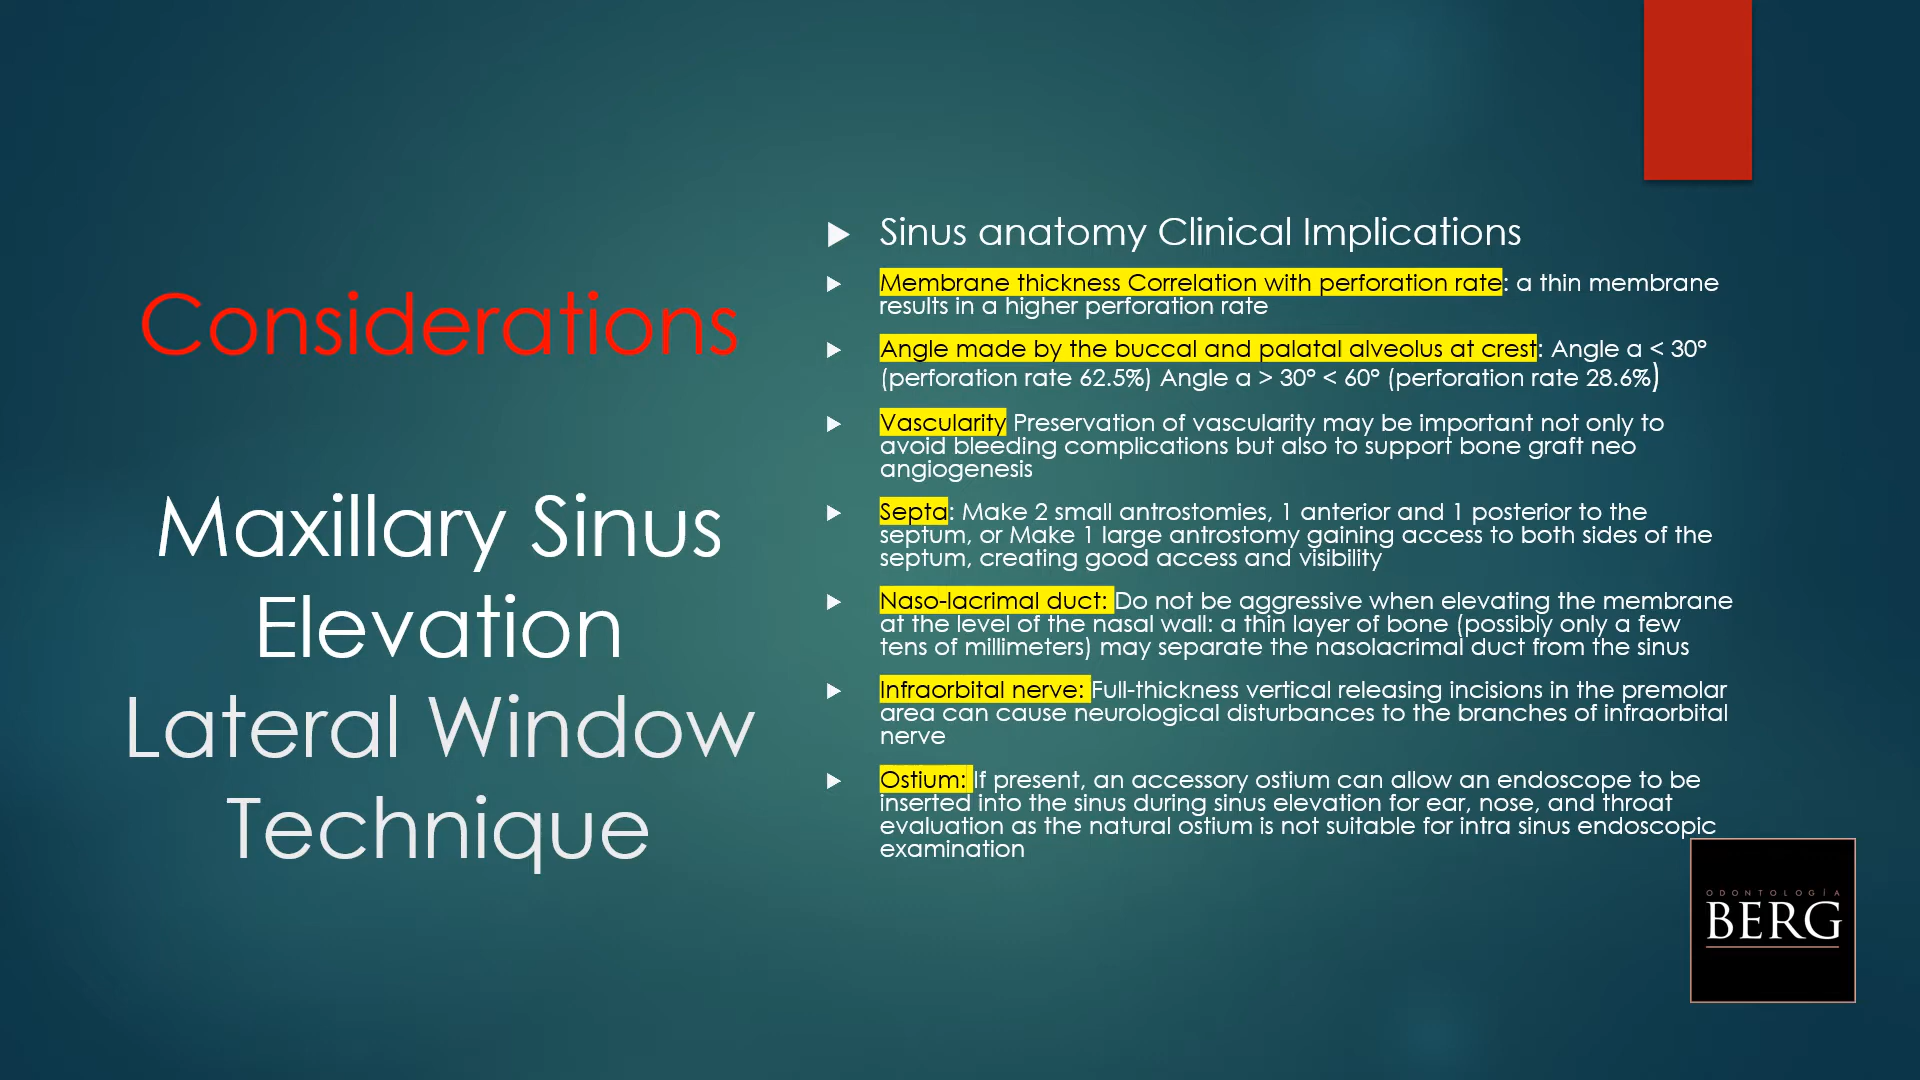 Considerations
Maxillary Sinus
Elevation
Lateral Window
Technique
Sinus anatomy Clinical Implications
Membrane thickness Correlation with perforation rate: a thin membrane
results in a higher perforation rate
Angle made by the buccal and palatal alveolus at crest: Angle a < 30°
(perforation rate 62.5%) Angle a > 30° < 60° (perforation rate 28.6%)
Vascularity Preservation of vascularity may be important not only to
avoid bleeding complications but also to support bone graft neo
angiogenesis
Septa: Make 2 small antrostomies, 1 anterior and 1 posterior to the
septum, or Make 1 large antrostomy gaining access to both sides of the
septum, creating good access and visibility
Naso-lacrimal duct: Do not be aggressive when elevating the membrane
at the level of the nasal wall: a thin layer of bone (possibly only a few
tens of millimeters) may separate the nasolacrimal duct from the sinus
Infraorbital nerve: Full-thickness vertical releasing incisions in the premolar
area can cause neurological disturbances to the branches of infraorbital
nerve
Ostium: If present, an accessory ostium can allow an endoscope to be
inserted into the sinus during sinus elevation for ear, nose, and throat
evaluation as the natural ostium is not suitable for intra sinus endoscopic
examination
ODONTOLOGÍA
BERG